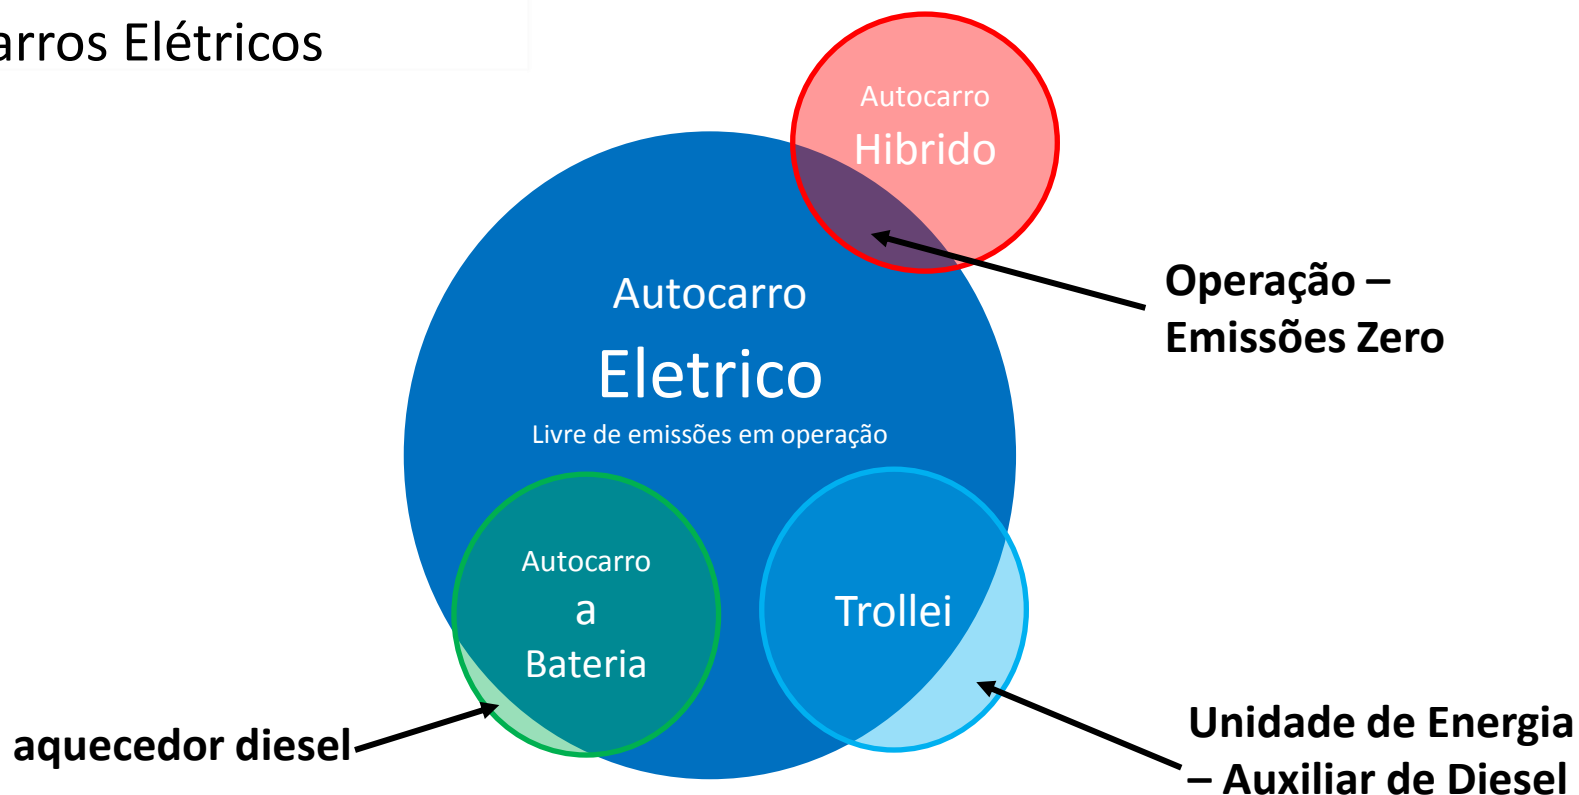 arros Elétricos
Autocarro
Hibrido
Operação –
Emissões Zero
Autocarro
Eletrico
Livre de emissões em operação
Autocarro
a
Bateria
Trollei
aquecedor diesel
Unidade de Energia
– Auxiliar de Diesel